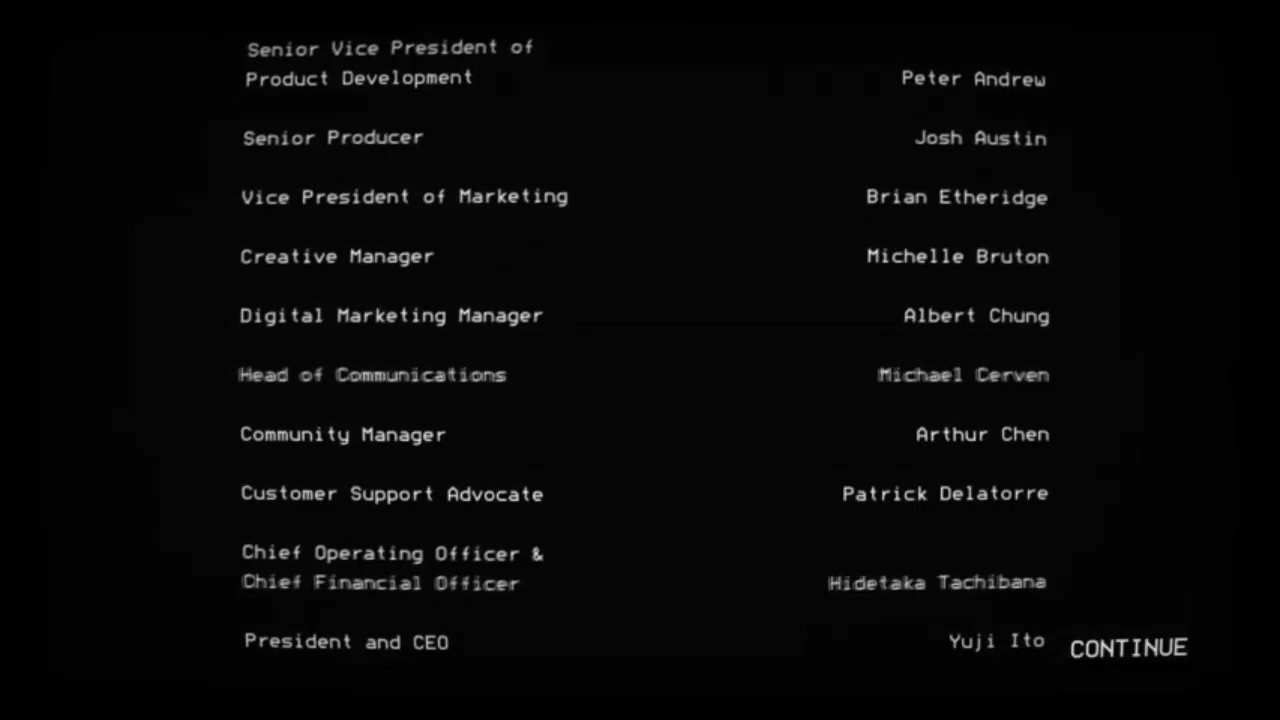 Senior Vice President of
Product Development Peter Andrew
Senior Producer Josh Austin
Vice President of Marketing Brian Etheridge
Creative Manager Michelle Bruton
Digital Marketing Manager Albert Chung
Head of Communications Michael Cerven
Community Manager Arthur Chen
Customer Support Advocate Patrick Delatorre
Chief Operating Officer &
Chief Financial Officer Hidetaka Tachibana
President and CEO Yuji Ito
CONTINUE